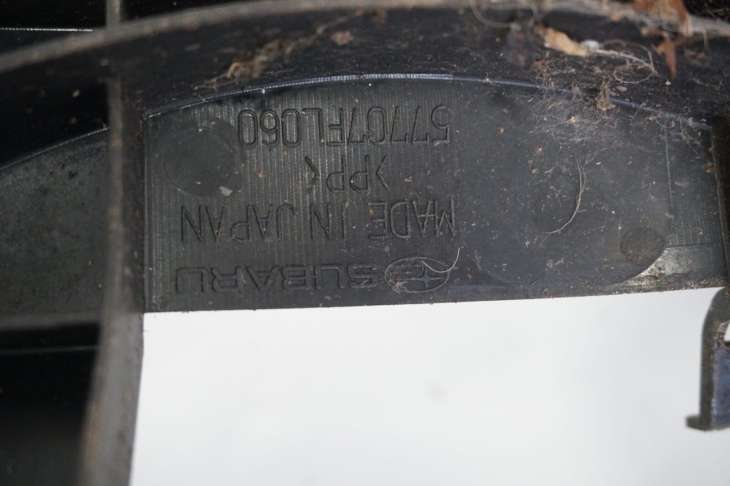 SUBARU
MADE IN JAPAN
>PP<
57707FL060